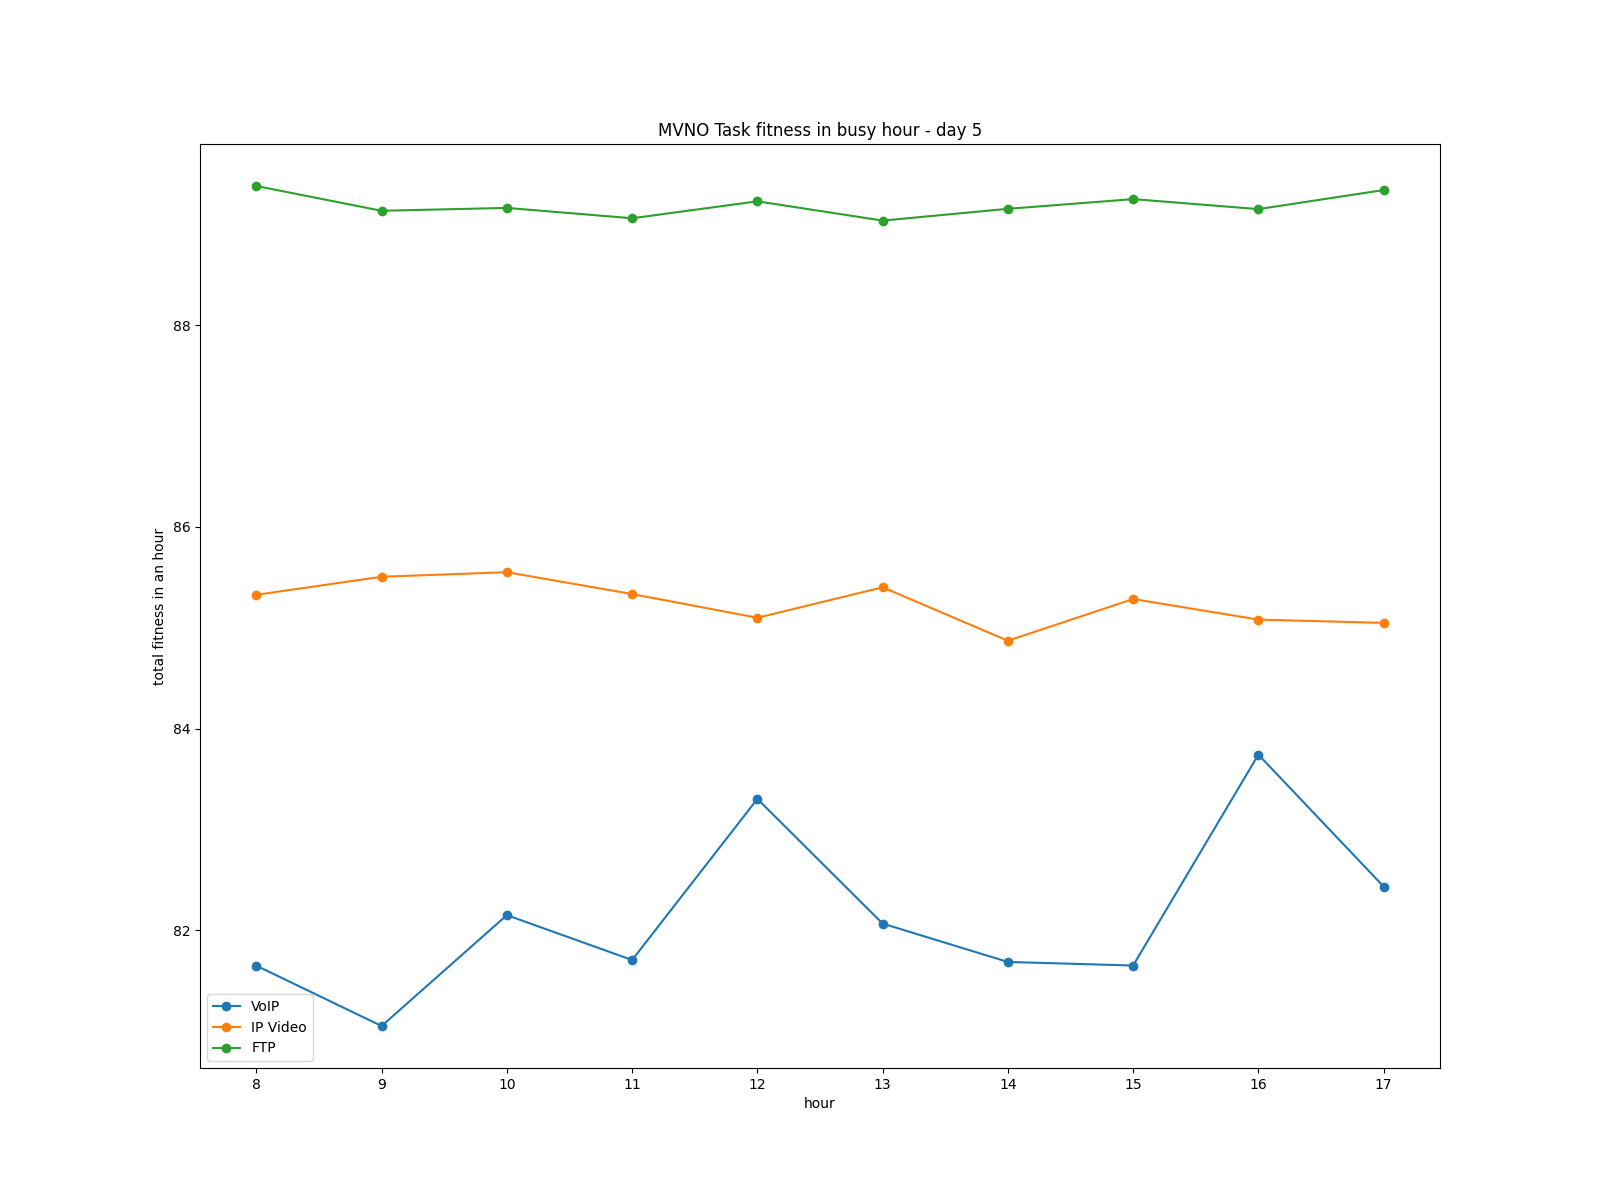 MVNO Task fitness in busy hour - day 5
total fitness in an hour
88
86
84
82
VoIP
IP Video
FTP
8 9 10 11 12 13 14 15 16 17
hour